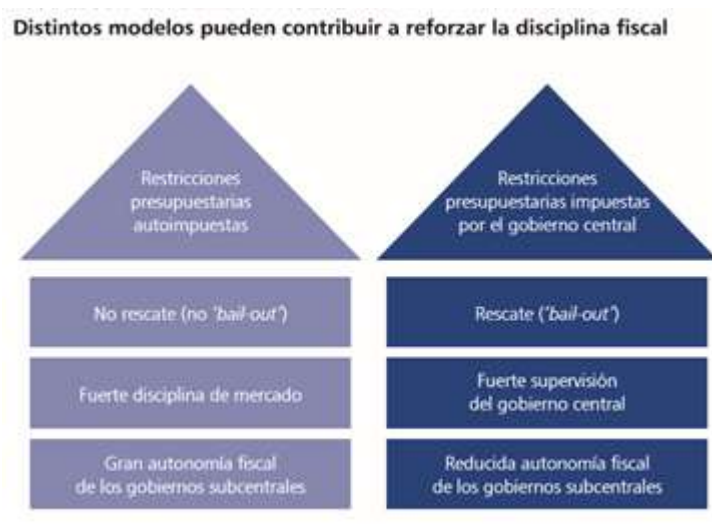 Distintos modelos pueden contribuir a reforzar la disciplina fiscal
Restricciones
presupuestarias
autoimpuestas
No rescate (no 'bail-out')
Fuerte disciplina de mercado
Gran autonomía fiscal
de los gobiernos subcentrales
Restricciones
presupuestarias impuestas
por el gobierno central
Rescate ('bail-out')
Fuerte supervisión
del gobierno central
Reducida autonomía fiscal
de los gobiernos subcentrales